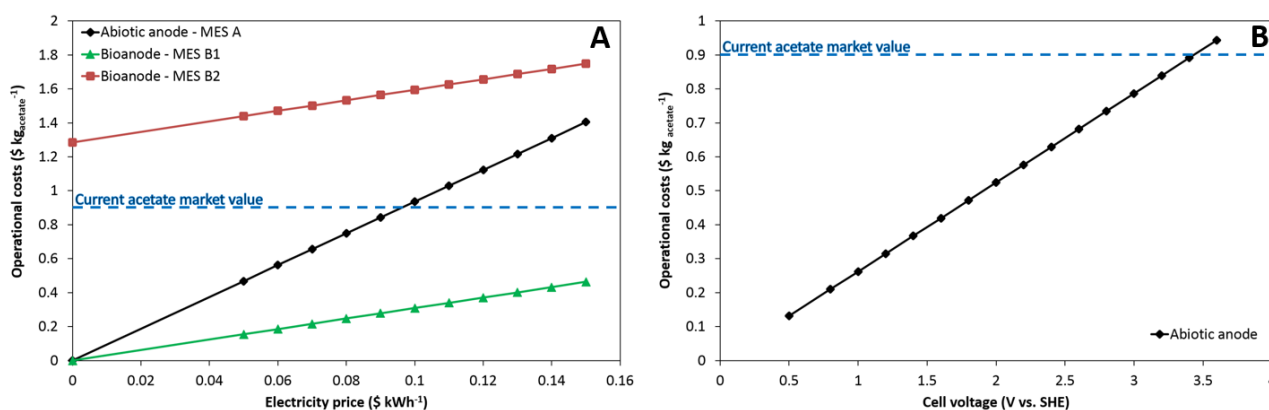 A
Abiotic anode - MES A
Bioanode - MES B1
Bioanode - MES B2
Current acetate market value
Operational costs ($ kgacetate-1)
2
1.8
1.6
1.4
1.2
1
0.8
0.6
0.4
0.2
0
0 0.02 0.04 0.06 0.08 0.1 0.12 0.14 0.16
Electricity price ($ kWh-1)
B
Current acetate market value
Operational costs ($ kg acetate-1)
1
0.9
0.8
0.7
0.6
0.5
0.4
0.3
0.2
0.1
0
Abiotic anode
0 0.5 1 1.5 2 2.5 3 3.5 4
Cell voltage (V vs. SHE)